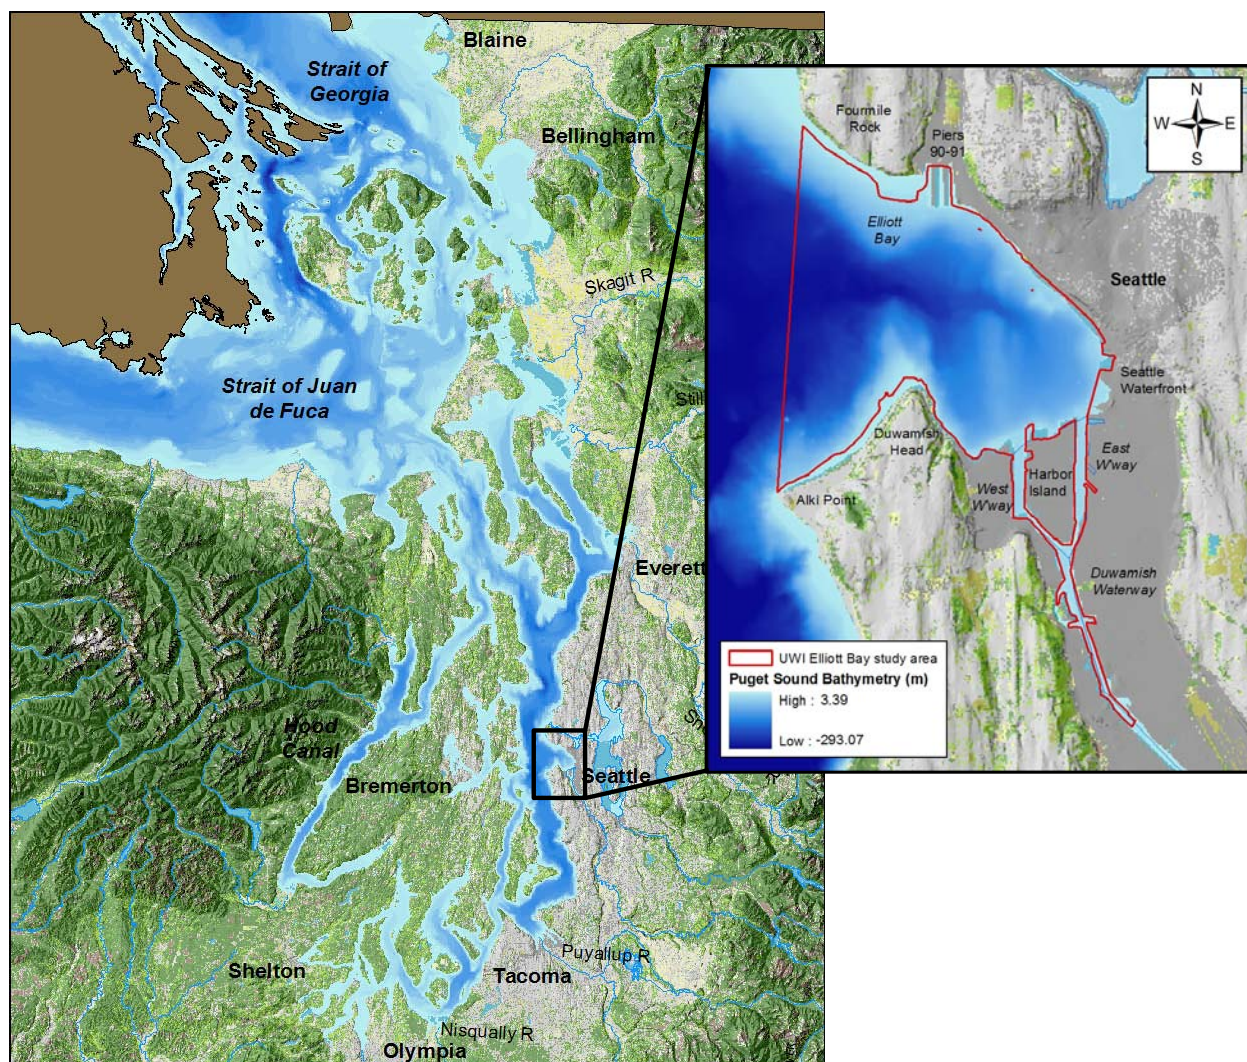 Blaine
Strait of
Georgia
Bellingham
Skagit R
Strait of Juan
de Fuca
Still
Everett
Hood
Canal
Bremerton
Seattle
Puyallup R
Shelton
Tacoma
Nisqually R
Olympia
N
W
E
S
Fourmile
Rock
Piers
90-91
Elliott
Bay
Seattle
Seattle
Waterfront
Duwamish
Head
East
W'way
Harbor
Island
West
W'way
Alki Point
Duwamish
Waterway
UWI Elliott Bay study area
Puget Sound Bathymetry (m)
High : 3.39
Low : -293.07